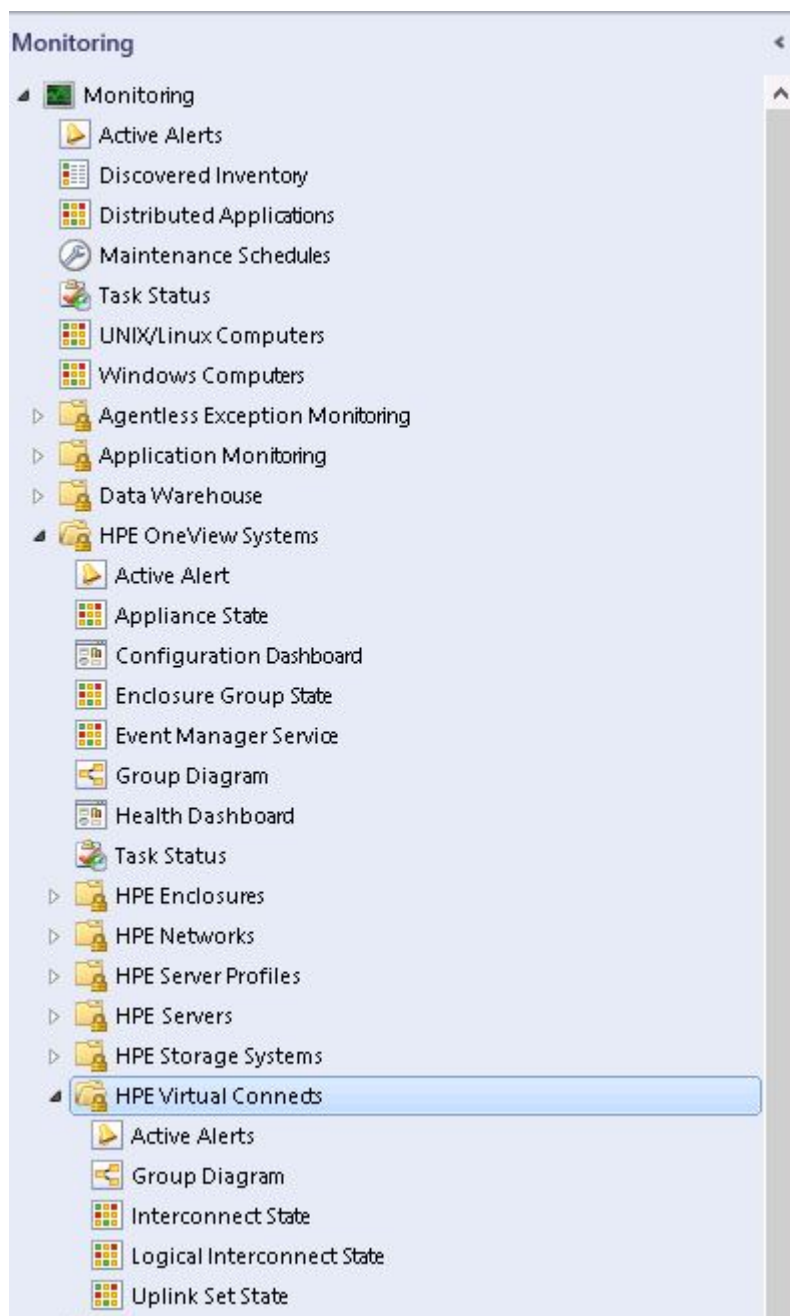 Monitoring
Monitoring
Active Alerts
Discovered Inventory
Distributed Applications
Maintenance Schedules
Task Status
UNIX/Linux Computers
Windows Computers
Agentless Exception Monitoring
Application Monitoring
Data Warehouse
HPE OneView Systems
Active Alert
Appliance State
Configuration Dashboard
Enclosure Group State
Event Manager Service
Group Diagram
Health Dashboard
Task Status
HPE Enclosures
HPE Networks
HPE Server Profiles
HPE Servers
HPE Storage Systems
HPE Virtual Connects
Active Alerts
Group Diagram
Interconnect State
Logical Interconnect State
Uplink Set State